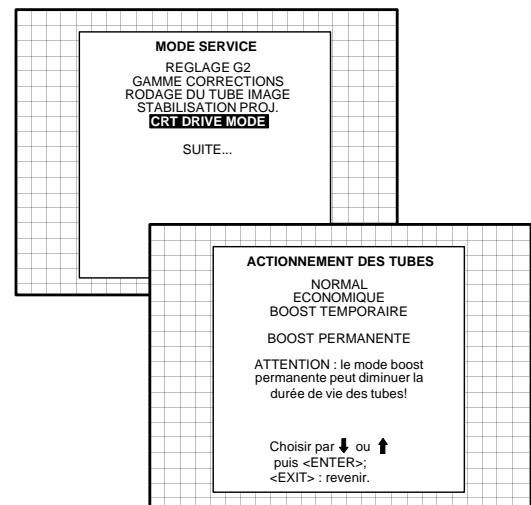 MODE SERVICE
REGLAGE G2
GAMME CORRECTIONS
RODAGE DU TUBE IMAGE
STABILISATION PROJ.
CRT DRIVE MODE
SUITE...
ACTIONNEMENT DES TUBES
NORMAL
ECONOMIQUE
BOOST TEMPORAIRE
BOOST PERMANENTE
ATTENTION : le mode boost
permanente peut diminuer la
durée de vie des tubes!
Choisir par ⬇ ou ⬆
puis <ENTER>;
<EXIT> : revenir.